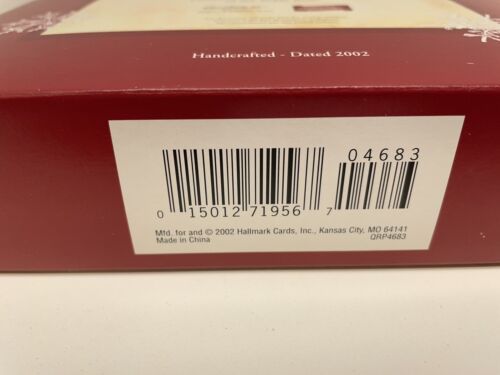 Handcrafted - Dated 2002
04683
0 15012 71956 7
Mfd. for and © 2002 Hallmark Cards, Inc., Kansas City, MO 64141
Made in China QRP4683